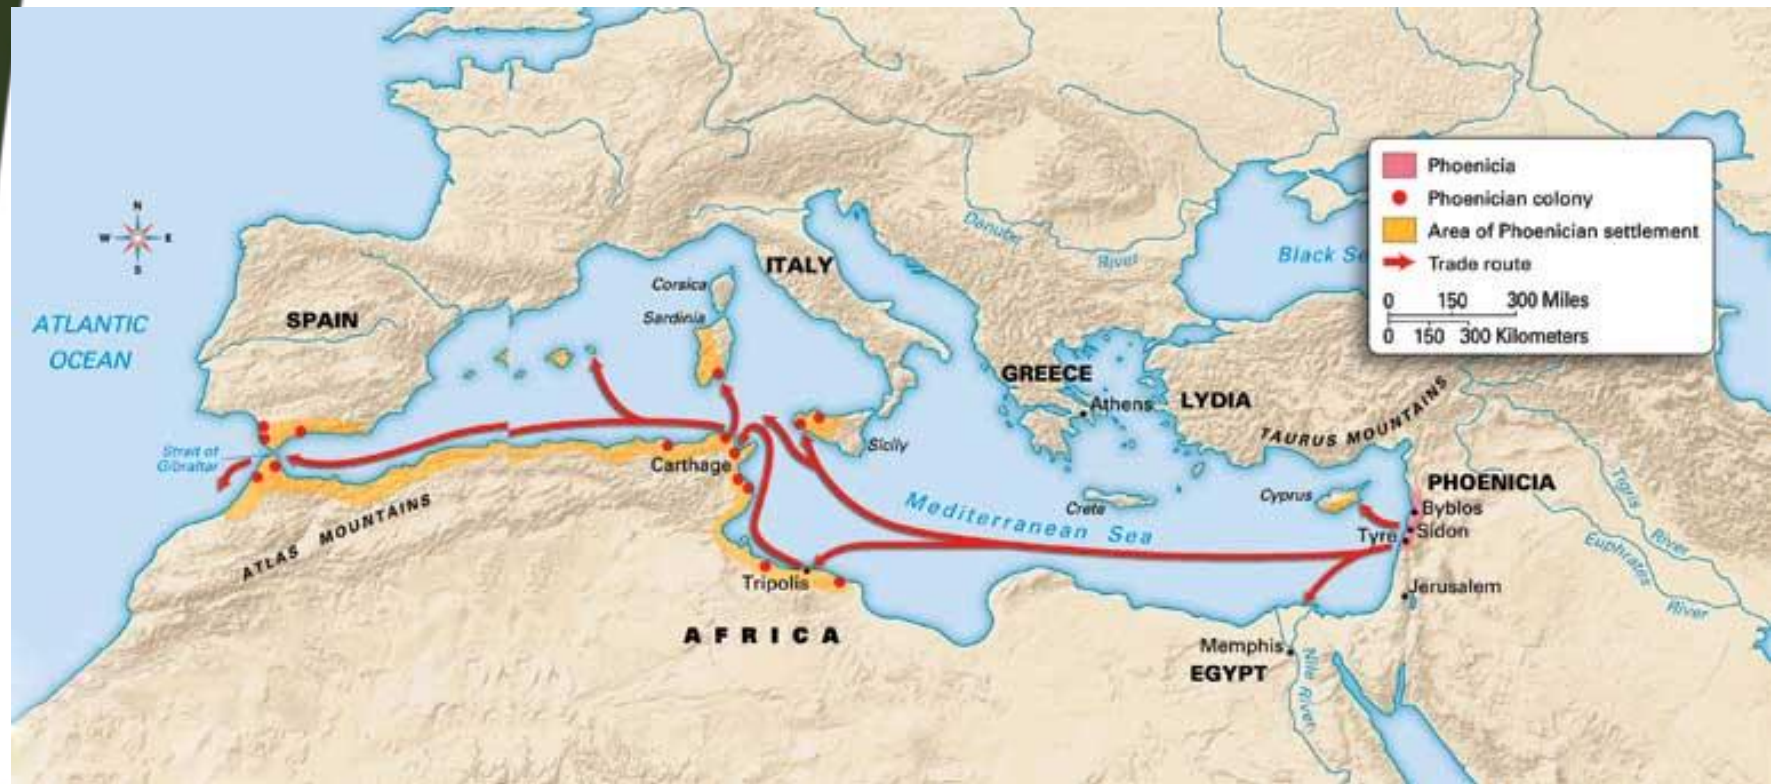 N
W E
S
ATLANTIC
OCEAN
SPAIN
Strait of
Gibraltar
ATLAS MOUNTAINS
Corsica
Sardinia
ITALY
Sicily
Carthage
Tripolis
AFRICA
Danube
River
GREECE
Athens
LYDIA
Crete
Mediterranean Sea
Black Se
TAURUS MOUNTAINS
Cyprus
PHOENICIA
Byblos
Sidon
Tyre
Jerusalem
Memphis
EGYPT
Nile River
Tigris
River
Euphrates
River
Phoenicia
Phoenician colony
Area of Phoenician settlement
Trade route
0 150 300 Miles
0 150 300 Kilometers